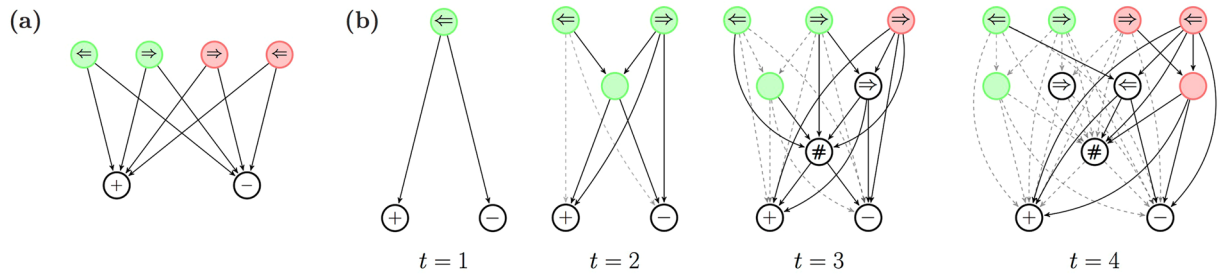 (a) (b)
⇐ ⇒ ⇒ ⇐ ⇐ ⇐ ⇒ ⇐ ⇒ ⇒ ⇐ ⇒ ⇒ ⇐
⇒ ⇒ ⇐
# #
+ − + − + − + − + −
t = 1 t = 2 t = 3 t = 4